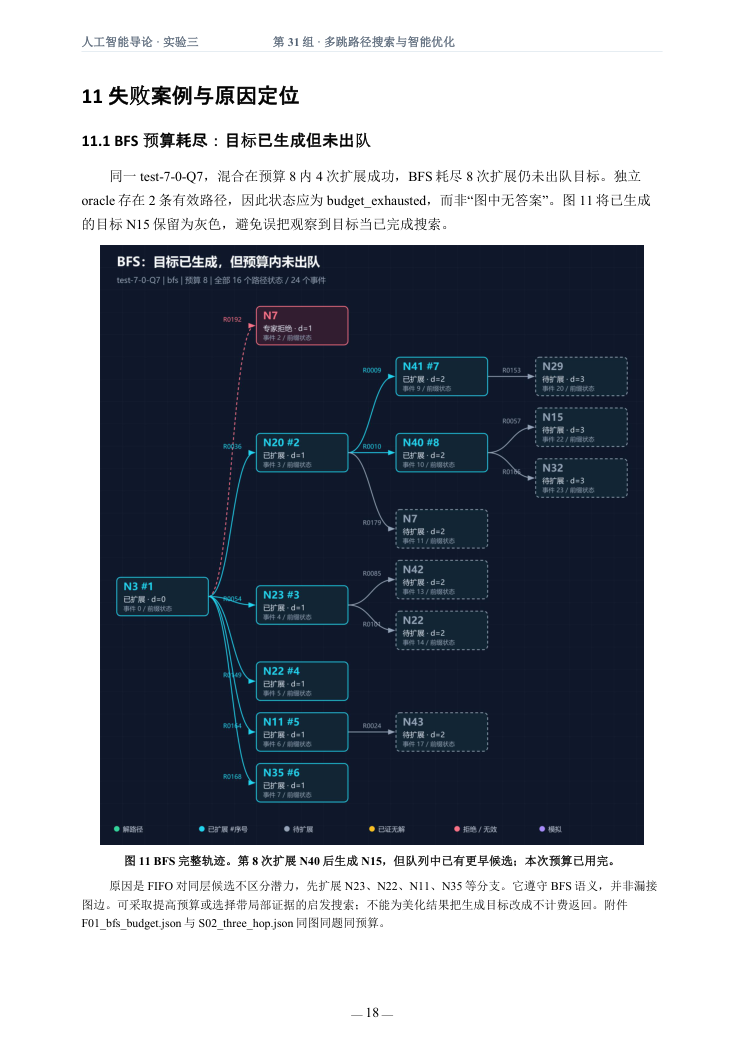 人工智能导论 · 实验三 第 31 组 · 多跳路径搜索与智能优化
11 失败案例与原因定位
11.1 BFS 预算耗尽：目标已生成但未出队
同一 test-7-0-Q7，混合在预算 8 内 4 次扩展成功，BFS 耗尽 8 次扩展仍未出队目标。独立
oracle 存在 2 条有效路径，因此状态应为 budget_exhausted，而非“图中无答案”。图 11 将已生成
的目标 N15 保留为灰色，避免误把观察到目标当已完成搜索。
BFS：目标已生成，但预算内未出队
test-7-0-Q7 | bfs | 预算 8 | 全部 16 个路径状态 / 24 个事件
R0192
N7
专家拒绝 · d=1
事件 2 / 前缀状态
R0009
N41 #7
已扩展 · d=2
事件 9 / 前缀状态
R0153
N29
待扩展 · d=3
事件 20 / 前缀状态
R0036
N20 #2
已扩展 · d=1
事件 3 / 前缀状态
R0010
N40 #8
已扩展 · d=2
事件 10 / 前缀状态
R0057
N15
待扩展 · d=3
事件 22 / 前缀状态
N32
待扩展 · d=3
事件 23 / 前缀状态
R0179
N7
待扩展 · d=2
事件 11 / 前缀状态
N3 #1
已扩展 · d=0
事件 0 / 前缀状态
R0054
N23 #3
已扩展 · d=1
事件 4 / 前缀状态
R0085
N42
待扩展 · d=2
事件 13 / 前缀状态
N22
待扩展 · d=2
事件 14 / 前缀状态
N22 #4
已扩展 · d=1
事件 5 / 前缀状态
R0164
N11 #5
已扩展 · d=1
事件 6 / 前缀状态
R0024
N43
待扩展 · d=2
事件 17 / 前缀状态
R0168
N35 #6
已扩展 · d=1
事件 7 / 前缀状态
解路径 已扩展 #序号 待扩展 已证无解 拒绝 / 无效 模拟
图 11 BFS 完整轨迹。第 8 次扩展 N40 后生成 N15，但队列中已有更早候选；本次预算已用完。
原因是 FIFO 对同层候选不区分潜力，先扩展 N23、N22、N11、N35 等分支。它遵守 BFS 语义，并非漏接
图边。可采取提高预算或选择带局部证据的启发搜索；不能为美化结果把生成目标改成不计费返回。附件
F01_bfs_budget.json 与 S02_three_hop.json 同图同题同预算。
— 18 —